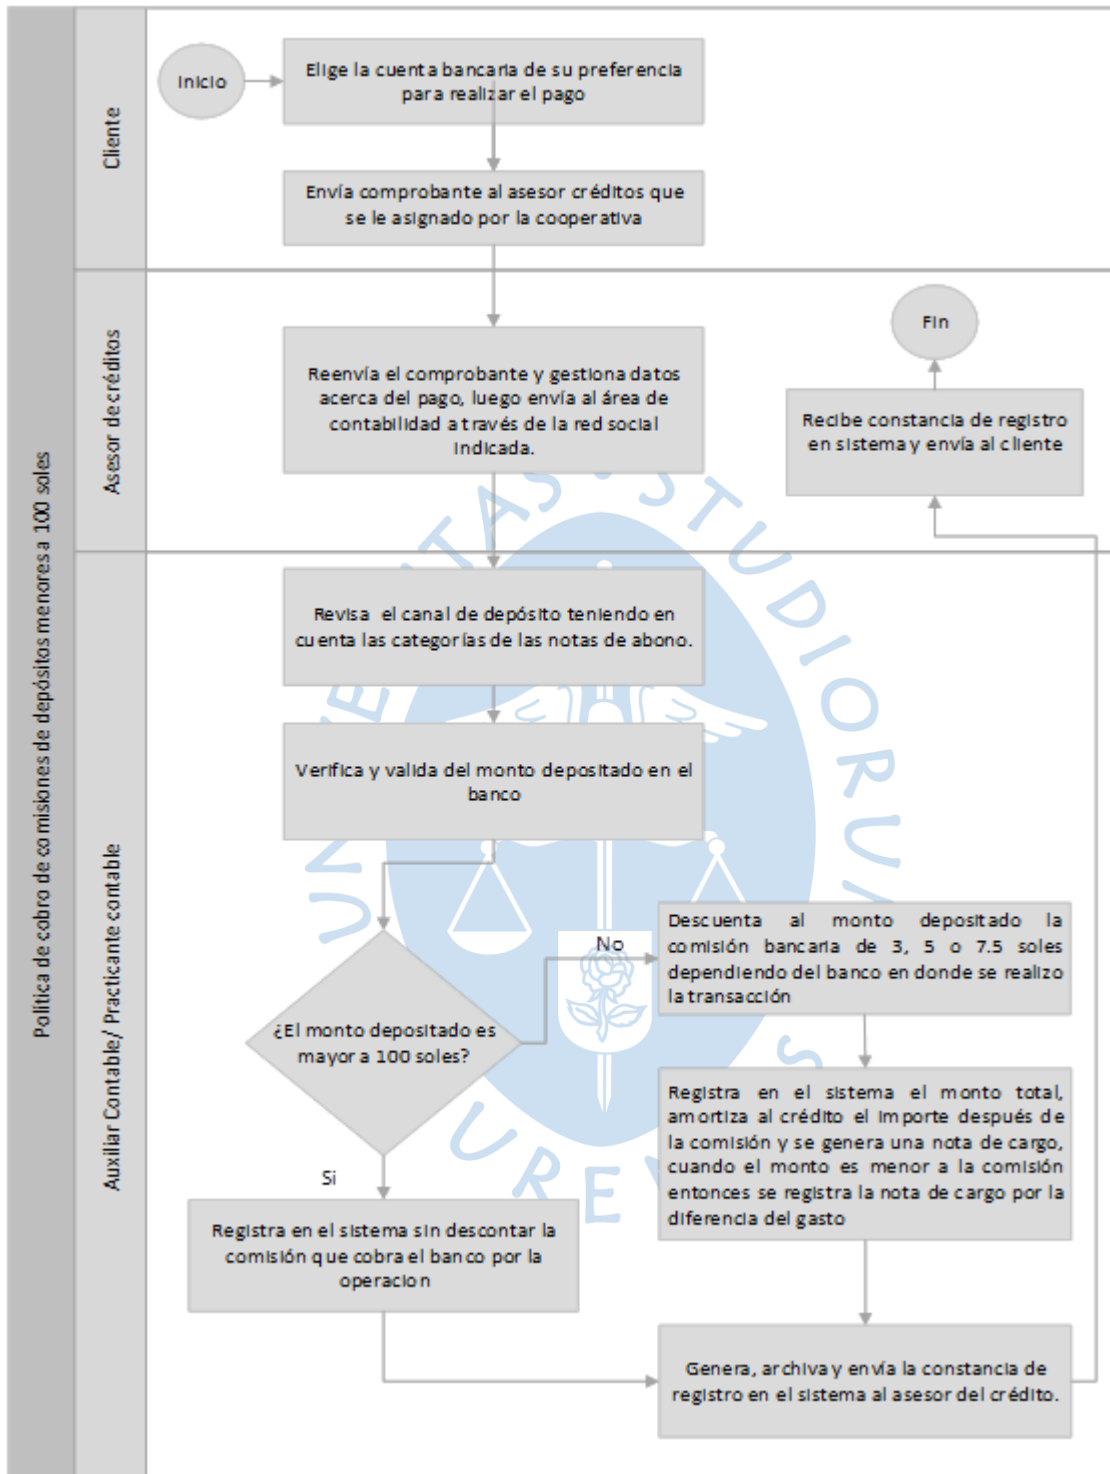 Política de cobro de comisiones de depósitos menores a 100 soles
Cliente
Inicio
Elige la cuenta bancaria de su preferencia
para realizar el pago
Envía comprobante al asesor créditos que
se le asignado por la cooperativa
Asesor de créditos
Reenvía el comprobante y gestiona datos
acerca del pago, luego envía al área de
contabilidad a través de la red social
indicada.
Fin
Recibe constancia de registro
en sistema y envía al cliente
Auxiliar Contable/ Practicante contable
Revisa el canal de depósito teniendo en
cuenta las categorías de las notas de abono.
Verifica y valida del monto depositado en el
banco
¿El monto depositado es
mayor a 100 soles?
No
Descuenta al monto depositado la
comisión bancaria de 3, 5 o 7.5 soles
dependiendo del banco en donde se realizo
la transacción
Registra en el sistema el monto total,
amortiza al crédito el importe después de
la comisión y se genera una nota de cargo,
cuando el monto es menor a la comisión
entonces se registra la nota de cargo por la
diferencia del gasto
Si
Registra en el sistema sin descontar la
comisión que cobra el banco por la
operacion
Genera, archiva y envía la constancia de
registro en el sistema al asesor del crédito.